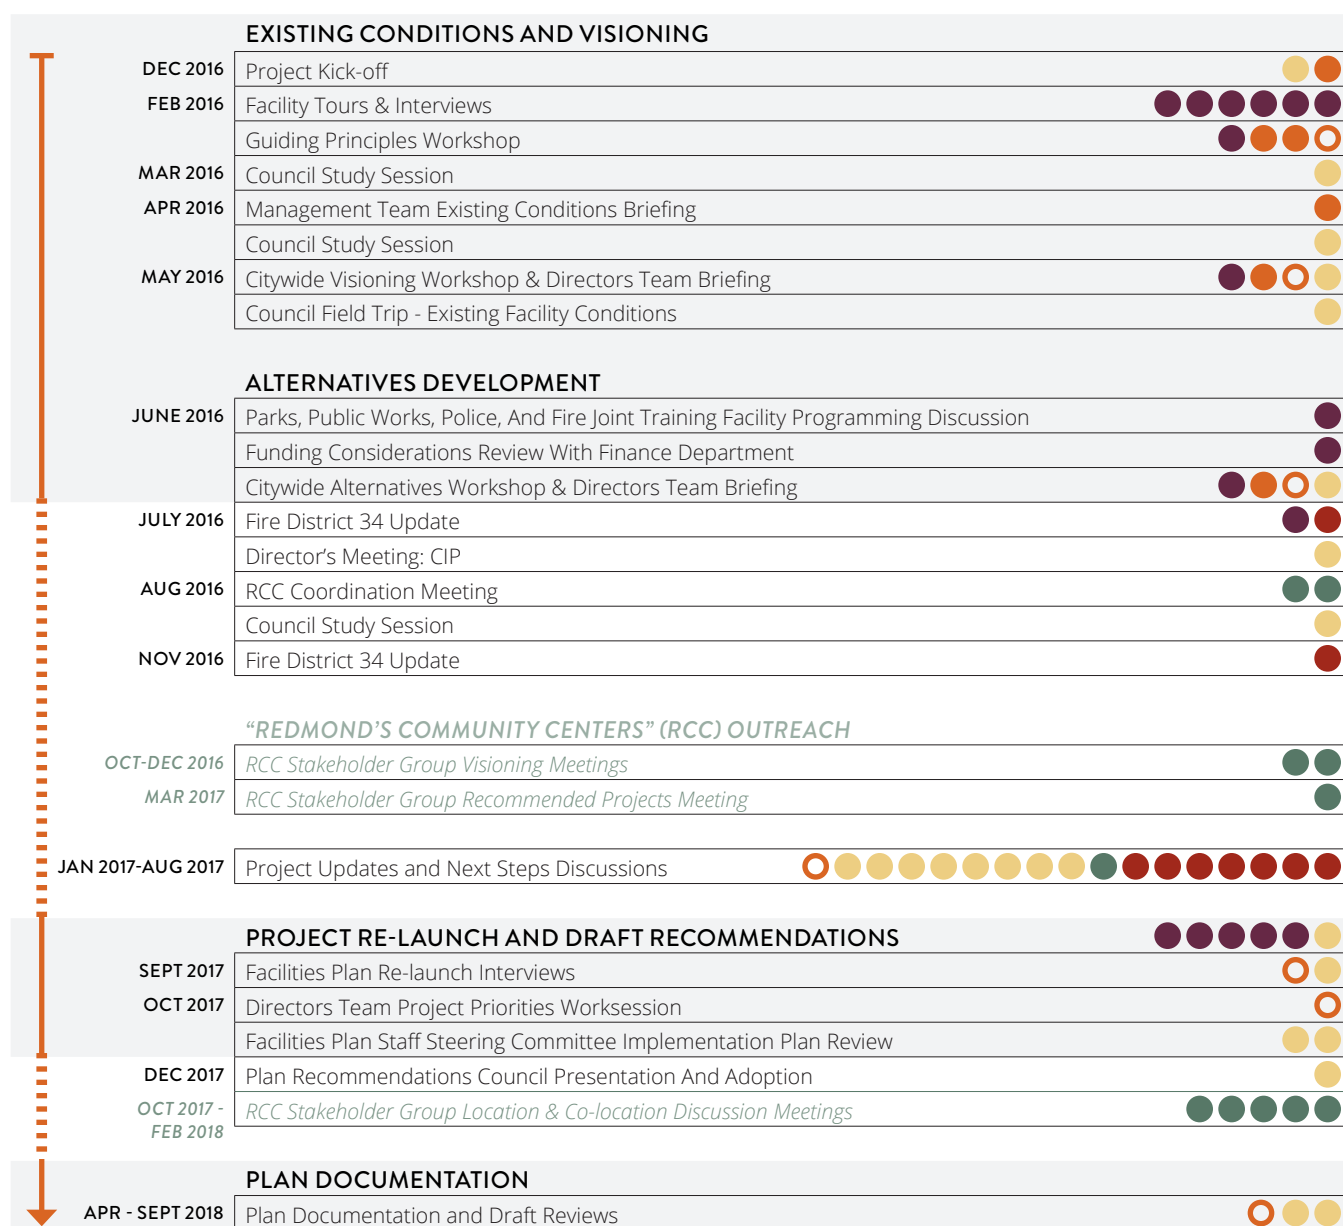 EXISTING CONDITIONS AND VISIONING
DEC 2016 Project Kick-off
FEB 2016 Facility Tours & Interviews
Guiding Principles Workshop
MAR 2016 Council Study Session
APR 2016 Management Team Existing Conditions Briefing
Council Study Session
MAY 2016 Citywide Visioning Workshop & Directors Team Briefing
Council Field Trip - Existing Facility Conditions
ALTERNATIVES DEVELOPMENT
JUNE 2016 Parks, Public Works, Police, And Fire Joint Training Facility Programming Discussion
Funding Considerations Review With Finance Department
Citywide Alternatives Workshop & Directors Team Briefing
JULY 2016 Fire District 34 Update
Director's Meeting: CIP
AUG 2016 RCC Coordination Meeting
Council Study Session
NOV 2016 Fire District 34 Update
"REDMOND'S COMMUNITY CENTERS" (RCC) OUTREACH
OCT-DEC 2016 RCC Stakeholder Group Visioning Meetings
MAR 2017 RCC Stakeholder Group Recommended Projects Meeting
JAN 2017-AUG 2017 Project Updates and Next Steps Discussions
PROJECT RE-LAUNCH AND DRAFT RECOMMENDATIONS
SEPT 2017 Facilities Plan Re-launch Interviews
OCT 2017 Directors Team Project Priorities Worksession
Facilities Plan Staff Steering Committee Implementation Plan Review
DEC 2017 Plan Recommendations Council Presentation And Adoption
OCT 2017 - RCC Stakeholder Group Location & Co-location Discussion Meetings
FEB 2018
PLAN DOCUMENTATION
APR - SEPT 2018 Plan Documentation and Draft Reviews